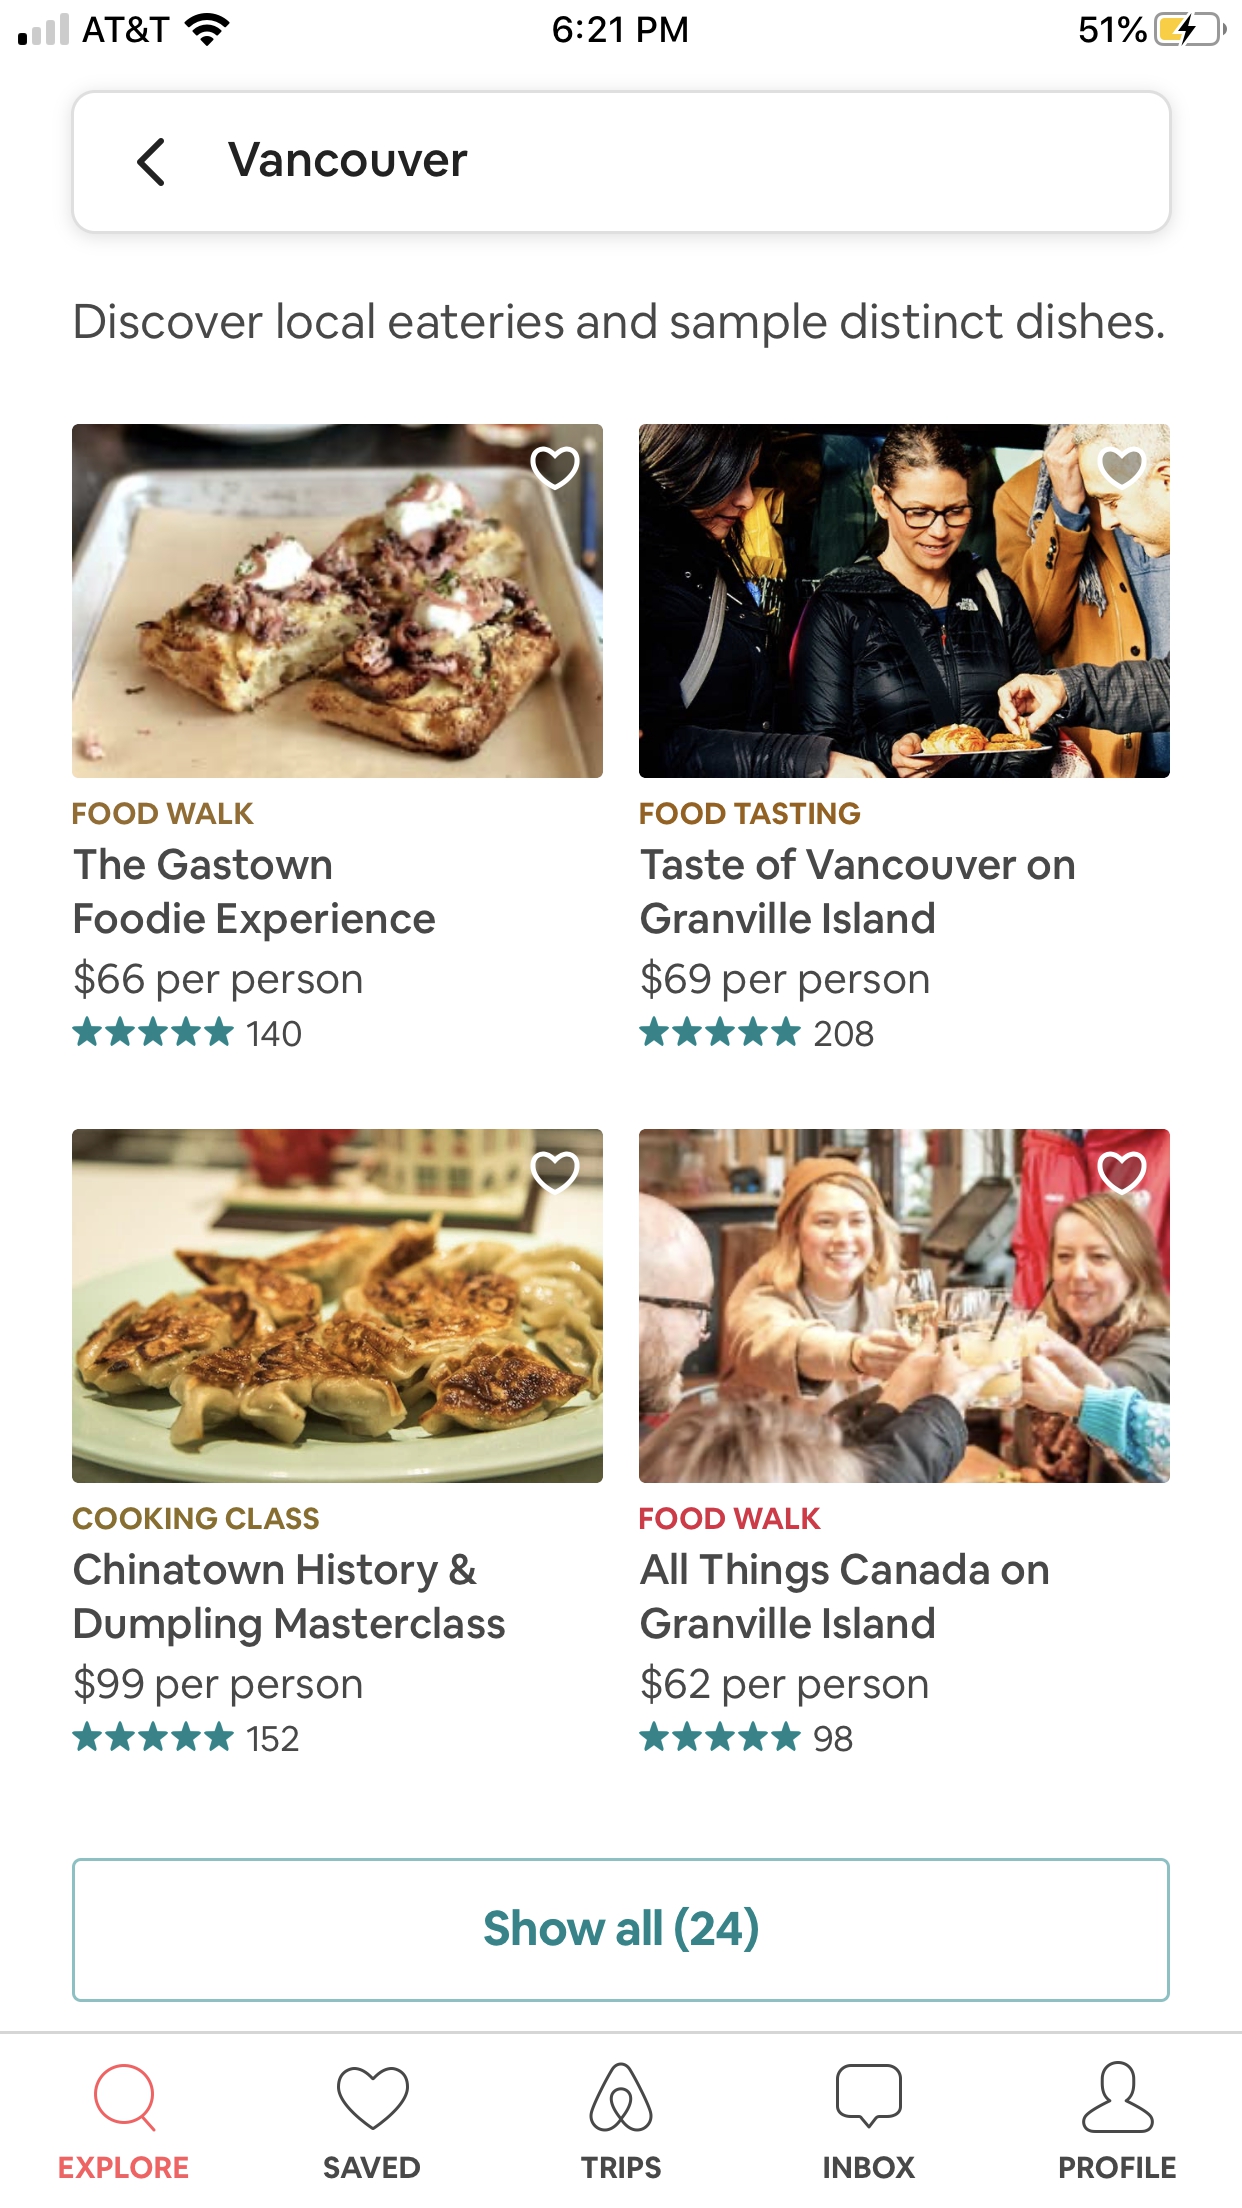 AT&T
6:21 PM
51%
Vancouver
Discover local eateries and sample distinct dishes.
FOOD WALK
The Gastown
Foodie Experience
$66 per person
140
FOOD TASTING
Taste of Vancouver on
Granville Island
$69 per person
208
COOKING CLASS
Chinatown History &
Dumpling Masterclass
$99 per person
152
FOOD WALK
All Things Canada on
Granville Island
$62 per person
98
Show all (24)
EXPLORE
SAVED
TRIPS
INBOX
PROFILE